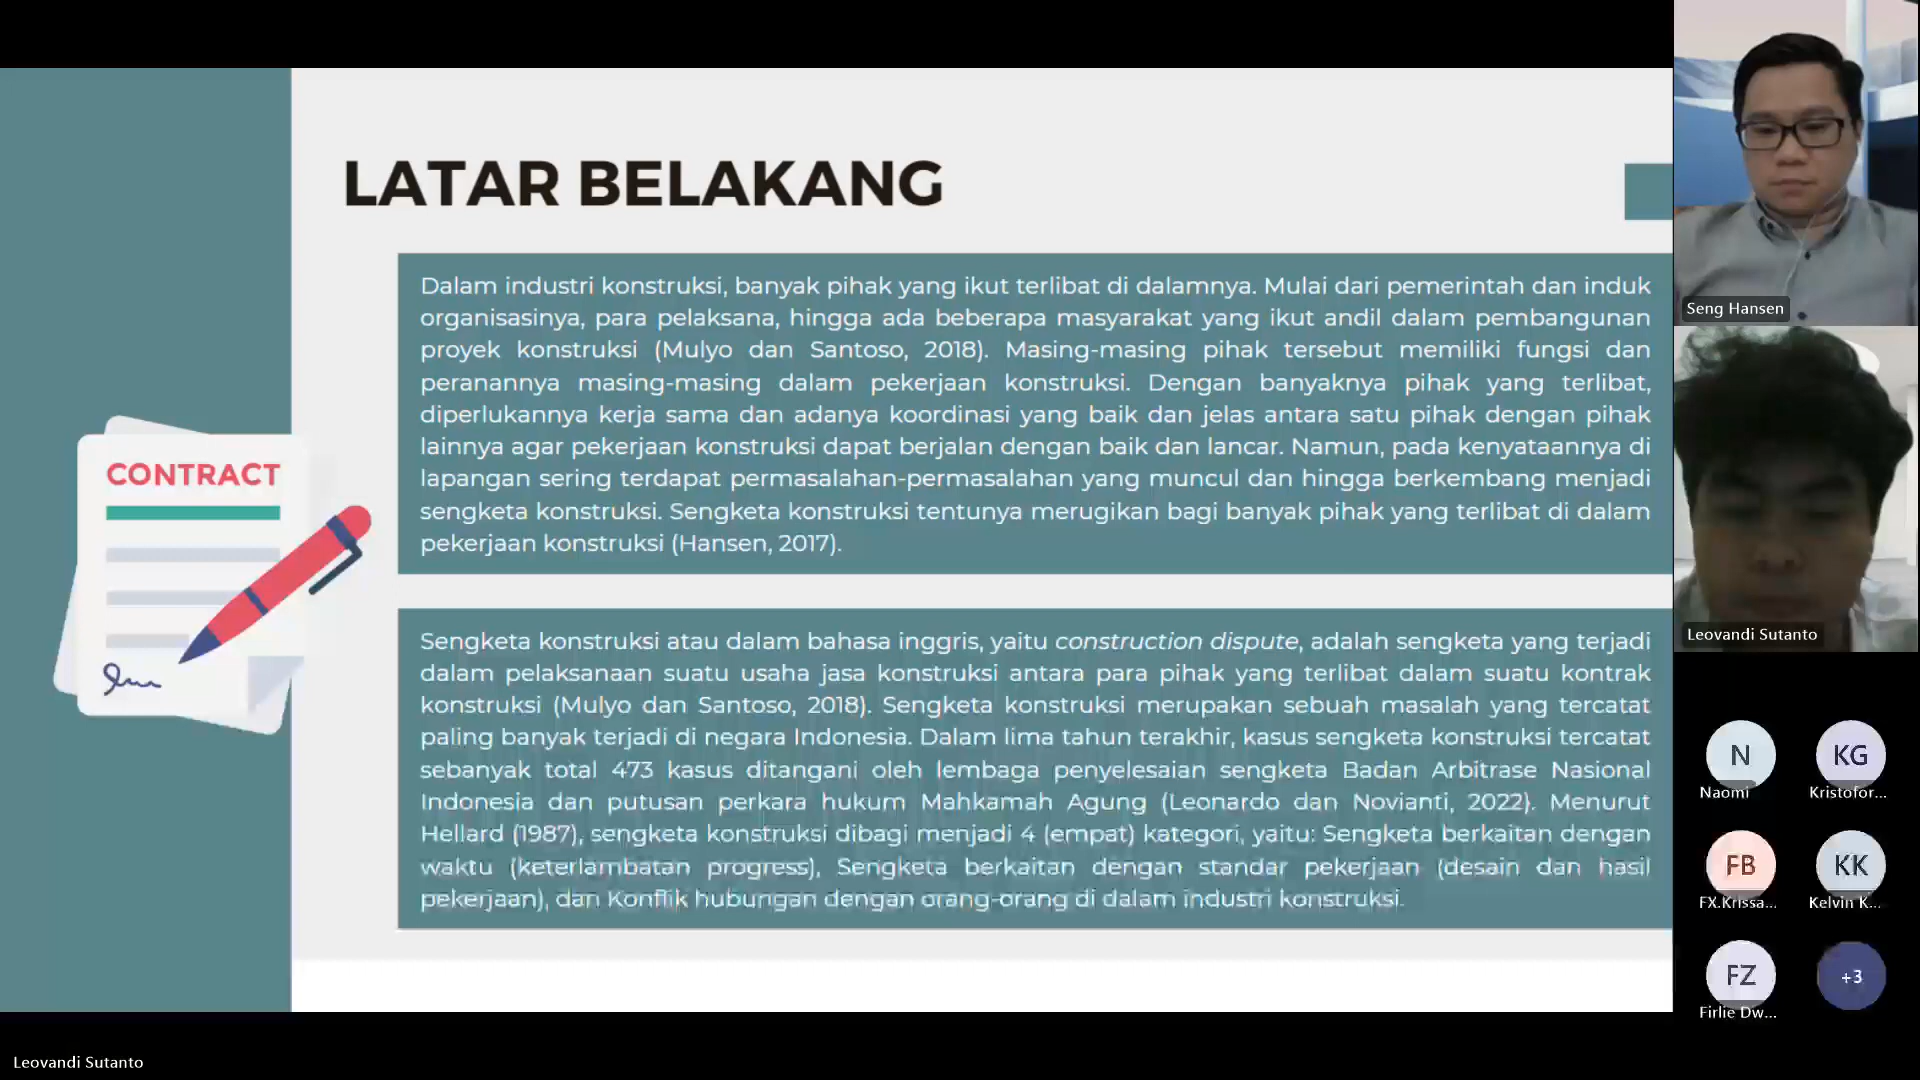 LATAR BELAKANG
Dalam industri konstruksi, banyak pihak yang ikut terlibat di dalamnya. Mulai dari pemerintah dan induk
organisasinya, para pelaksana, hingga ada beberapa masyarakat yang ikut andil dalam pembangunan
proyek konstruksi (Mulyo dan Santoso, 2018). Masing-masing pihak tersebut memiliki fungsi dan
peranannya masing-masing dalam pekerjaan konstruksi. Dengan banyaknya pihak yang terlibat,
diperlukannya kerja sama dan adanya koordinasi yang baik dan jelas antara satu pihak dengan pihak
lainnya agar pekerjaan konstruksi dapat berjalan dengan baik dan lancar. Namun, pada kenyataannya di
lapangan sering terdapat permasalahan-permasalahan yang muncul dan hingga berkembang menjadi
sengketa konstruksi. Sengketa konstruksi tentunya merugikan bagi banyak pihak yang terlibat di dalam
pekerjaan konstruksi (Hansen, 2017).
CONTRACT
Sengketa konstruksi atau dalam bahasa inggris, yaitu construction dispute, adalah sengketa yang terjadi
dalam pelaksanaan suatu usaha jasa konstruksi antara para pihak yang terlibat dalam suatu kontrak
konstruksi (Mulyo dan Santoso, 2018). Sengketa konstruksi merupakan sebuah masalah yang tercatat
paling banyak terjadi di negara Indonesia. Dalam lima tahun terakhir, kasus sengketa konstruksi tercatat
sebanyak total 473 kasus ditangani oleh lembaga penyelesaian sengketa Badan Arbitrase Nasional
Indonesia dan putusan perkara hukum Mahkamah Agung (Leonardo dan Novianti, 2022). Menurut
Hellard (1987), sengketa konstruksi dibagi menjadi 4 (empat) kategori, yaitu: Sengketa berkaitan dengan
waktu (keterlambatan progress), Sengketa berkaitan dengan standar pekerjaan (desain dan hasil
pekerjaan), dan Konflik hubungan dengan orang-orang di dalam industri konstruksi.
Seng Hansen
Leovandi Sutanto
N
KG
Naomi
Kristofor...
FB
KK
FX.Krissa...
Kelvin K...
FZ
+3
Firlie Dw...
Leovandi Sutanto